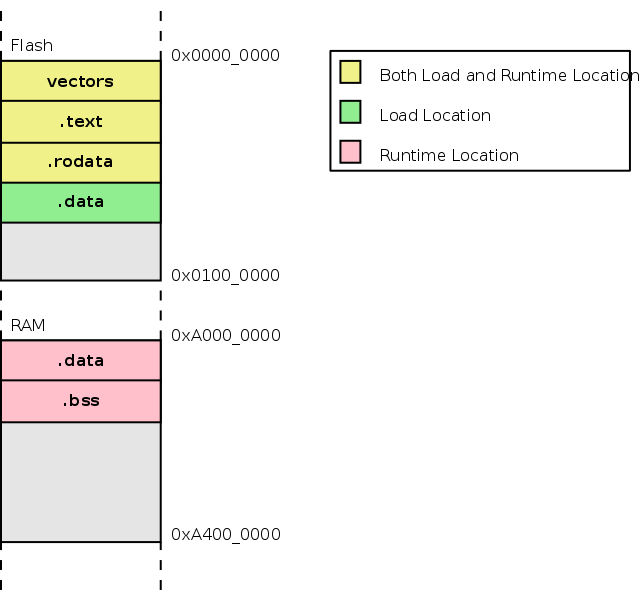 Flash
0x0000_0000
vectors
.text
.rodata
.data
0x0100_0000
RAM
0xA000_0000
.data
.bss
0xA400_0000
Both Load and Runtime Location
Load Location
Runtime Location